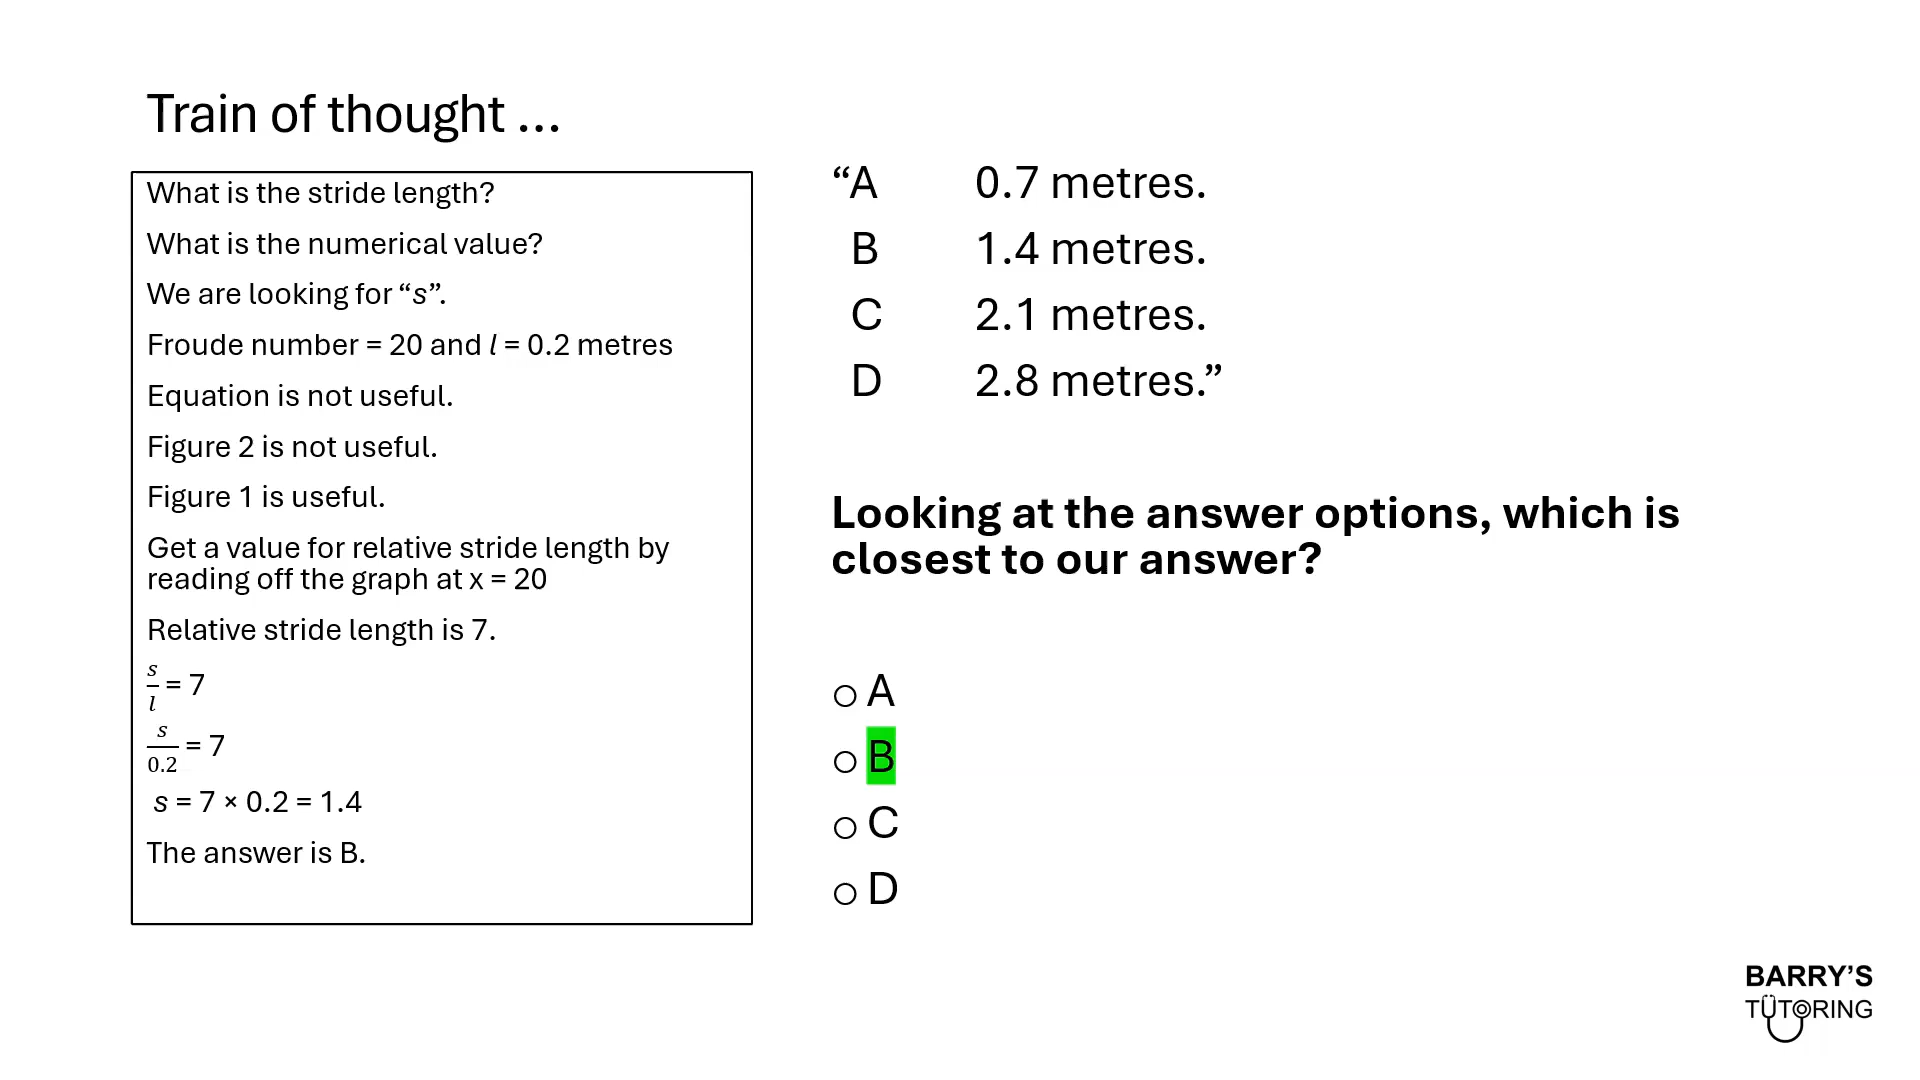 Train of thought …
What is the stride length?
What is the numerical value?
We are looking for “s”.
Froude number = 20 and l = 0.2 metres
Equation is not useful.
Figure 2 is not useful.
Figure 1 is useful.
Get a value for relative stride length by
reading off the graph at x = 20
Relative stride length is 7.
s/l = 7
s/0.2 = 7
s = 7 × 0.2 = 1.4
The answer is B.
“A 0.7 metres.
B 1.4 metres.
C 2.1 metres.
D 2.8 metres.”
Looking at the answer options, which is
closest to our answer?
○ A
○ B
○ C
○ D
BARRY’S
TÜTORING